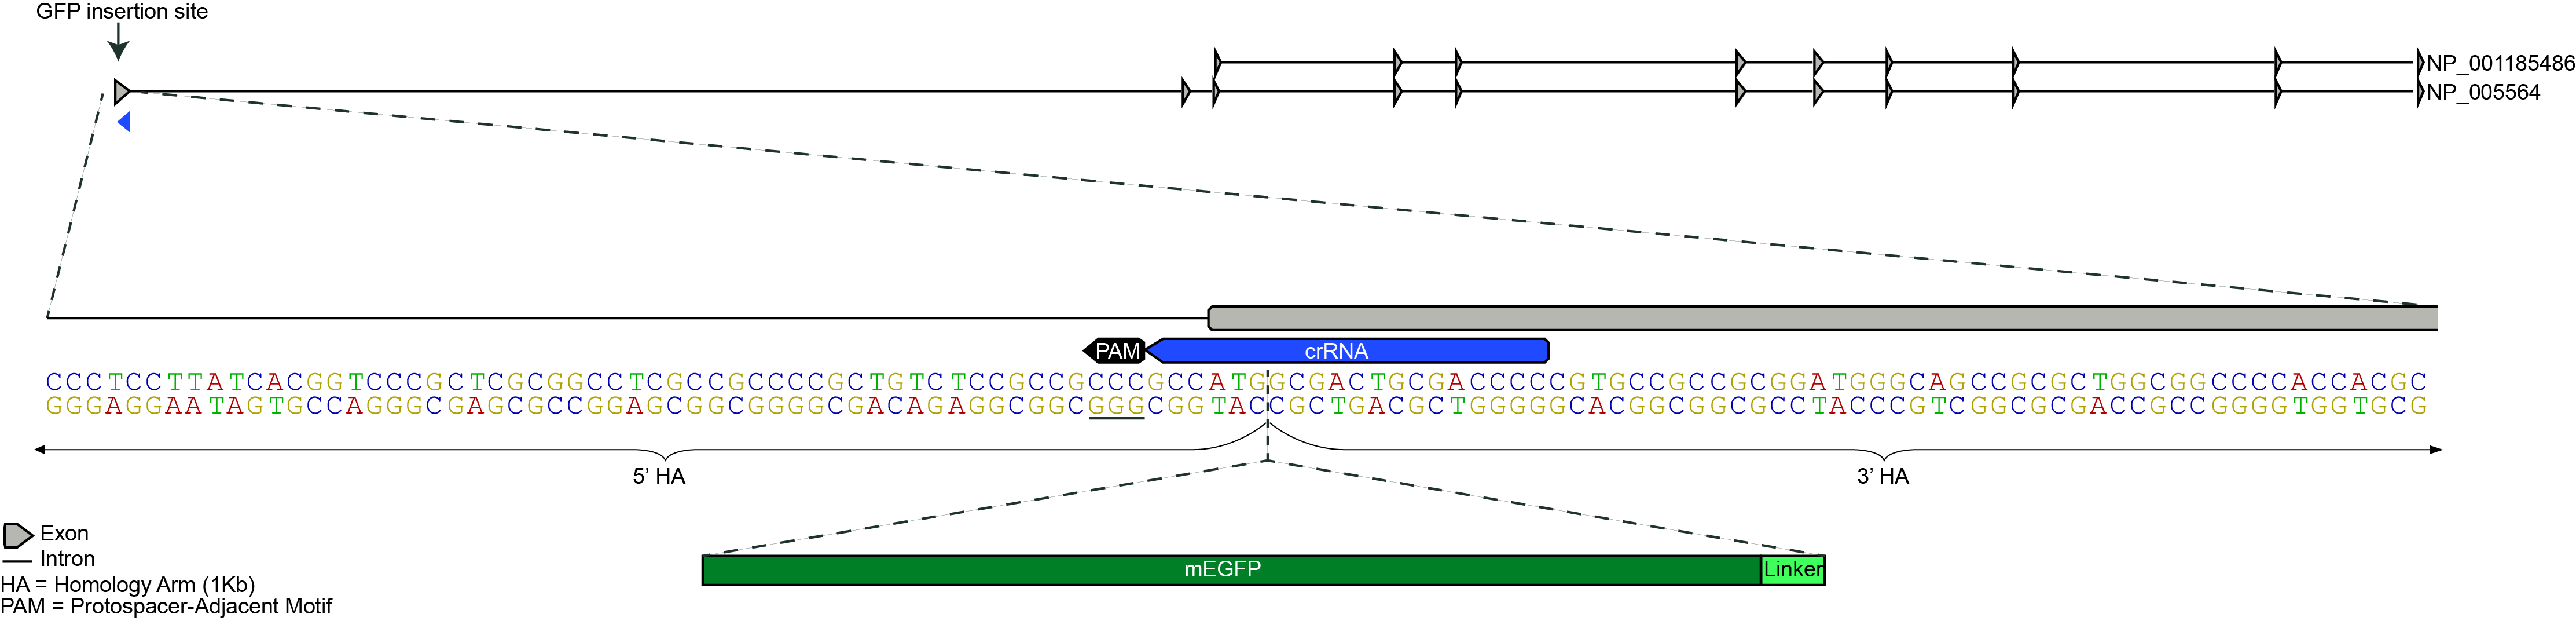 GFP insertion site
NP_001185486
NP_005564
PAM
crRNA
CCCTCCTTATCACGGTCCCGCTCGCGGCCTCGCCGCCCCGCTGTCTCCGCCGCCCGCCATGGCGACTGCGACCCCCGTGCCGCCGCGGATGGGCAGCCGCGCTGGCGGCCCCACCACGC
GGGAGGAATAGTGCCAGGGCGAGCGCCGGAGCGGCGGGGCGACAGAGGCGGCGGGCGGTACCGCTGACGCTGGGGGCACGGCGGCGCCTACCCGTCGGCGCGACCGCCGGGGTGGTGCG
5’ HA
3’ HA
Exon
Intron
mEGFP
Linker
HA = Homology Arm (1Kb)
PAM = Protospacer-Adjacent Motif